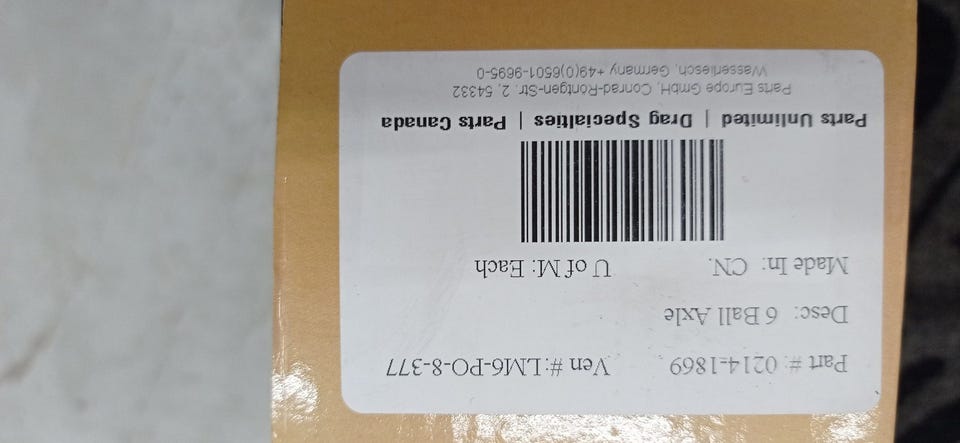 Part #: 0214-1869 Ven #:LM6-PO-8-377
Desc: 6 Ball Axle
Made In: CN. U of M: Each
Parts Unlimited | Drag Specialties | Parts Canada
Parts Europe GmbH, Conrad-Röntgen-Str. 2, 54332
Wasserliesch, Germany +49(0)6501-9695-0